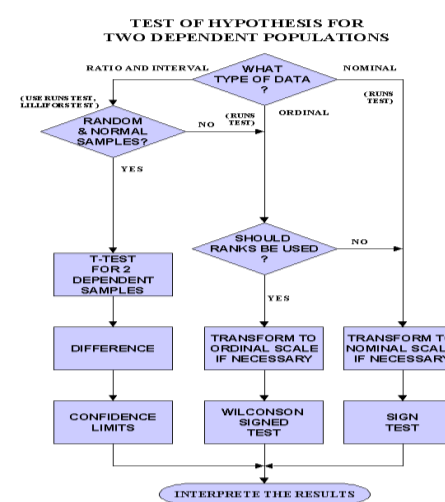 TEST OF HYPOTHESIS FOR
TWO DEPENDENT POPULATIONS
RATIO AND INTERVAL
WHAT
TYPE OF DATA
?
NOMINAL
(USE RUNS TEST,
LILLIFORS TEST)
RANDOM
& NORMAL
SAMPLES?
NO
(RUNS
TEST)
ORDINAL
(RUNS
TEST)
YES
SHOULD
RANKS BE USED
?
NO
T-TEST
FOR 2
DEPENDENT
SAMPLES
YES
DIFFERENCE
TRANSFORM TO
ORDINAL SCALE
IF NECESSARY
TRANSFORM TO
NOMINAL SCAL
IF NECESSARY
CONFIDENCE
LIMITS
WILCONSON
SIGNED
TEST
SIGN
TEST
INTERPRETE THE RESULTS